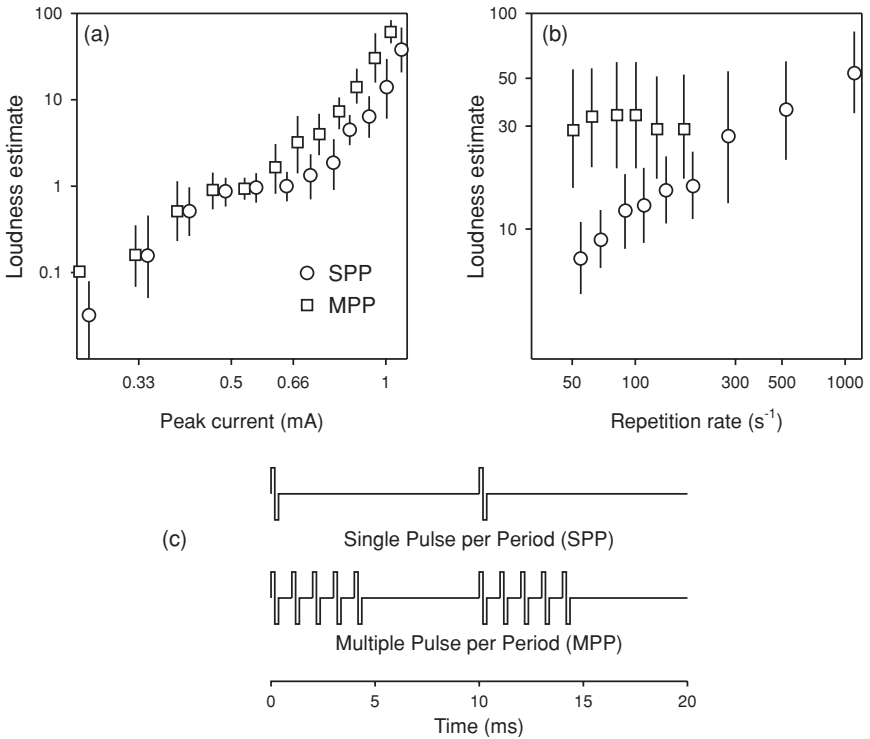 (a)
Loudness estimate
100
10
1
0.1
SPP
MPP
0.33 0.5 0.66 1
Peak current (mA)
(b)
Loudness estimate
100
50
30
10
50 100 300 500 1000
Repetition rate (s-1)
(c)
Single Pulse per Period (SPP)
Multiple Pulse per Period (MPP)
0 5 10 15 20
Time (ms)